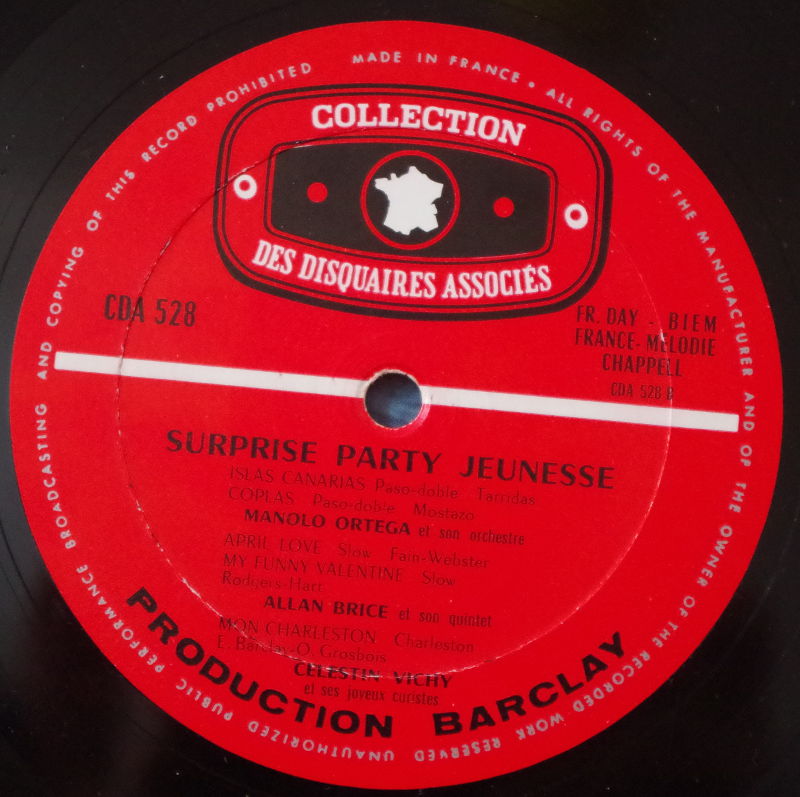 MADE IN FRANCE • ALL RIGHTS OF THE MANUFACTURER AND OF THE OWNER OF THE RECORDED WORK RESERVED
UNAUTHORIZED PUBLIC PERFORMANCE BROADCASTING AND COPYING OF THIS RECORD PROHIBITED
COLLECTION
DES DISQUAIRES ASSOCIÉS
CDA 528
FR. DAY - BIEM
FRANCE-MÉLODIE
CHAPPELL
CDA 528 B
SURPRISE PARTY JEUNESSE
ISLAS CANARIAS Paso-doble Tarridas
COPLAS Paso-doble Mostazo
MANOLO ORTEGA et son orchestre
APRIL LOVE Slow Fain-Webster
MY FUNNY VALENTINE Slow
Rodgers-Hart
ALLAN BRICE et son quintet
MON CHARLESTON Charleston
E. Barclay-O. Grosbois
CELESTIN VICHY
et ses joyeux curistes
PRODUCTION BARCLAY